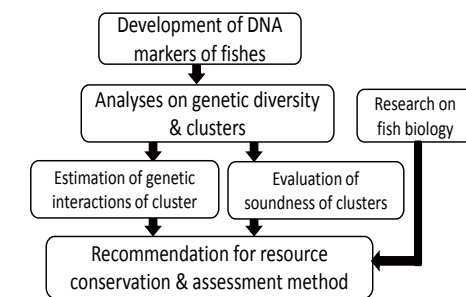 Development of DNA
markers of fishes
Analyses on genetic diversity
& clusters
Research on
fish biology
Estimation of genetic
interactions of cluster
Evaluation of
soundness of clusters
Recommendation for resource
conservation & assessment method